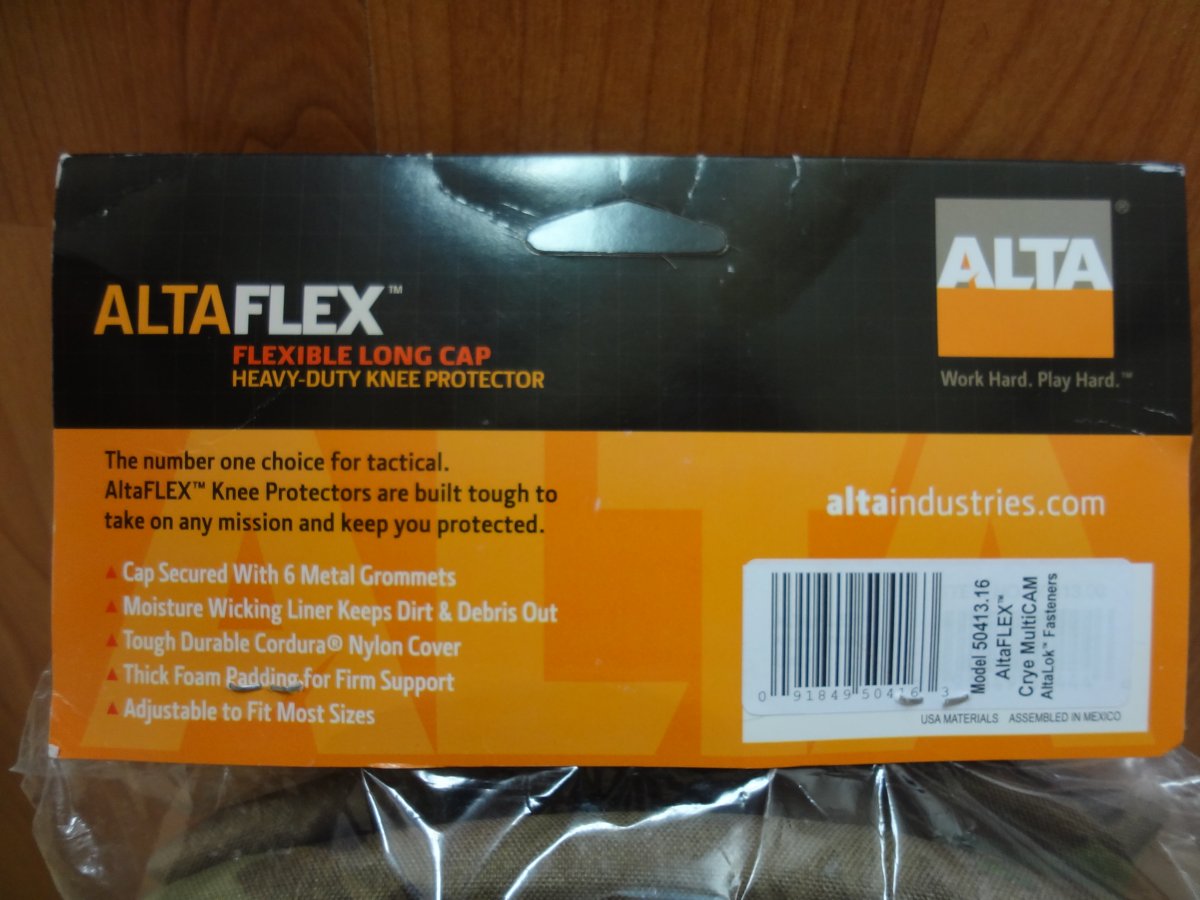 ALTAFLEX™
FLEXIBLE LONG CAP
HEAVY-DUTY KNEE PROTECTOR
ALTA®
Work Hard. Play Hard.™
The number one choice for tactical.
AltaFLEX™ Knee Protectors are built tough to
take on any mission and keep you protected.
▲ Cap Secured With 6 Metal Grommets
▲ Moisture Wicking Liner Keeps Dirt & Debris Out
▲ Tough Durable Cordura® Nylon Cover
▲ Thick Foam Padding for Firm Support
▲ Adjustable to Fit Most Sizes
altaindustries.com
0 91849 50416 3
Model 50413.16
AltaFLEX™
Crye MultiCAM
AltaLok™ Fasteners
USA MATERIALS ASSEMBLED IN MEXICO